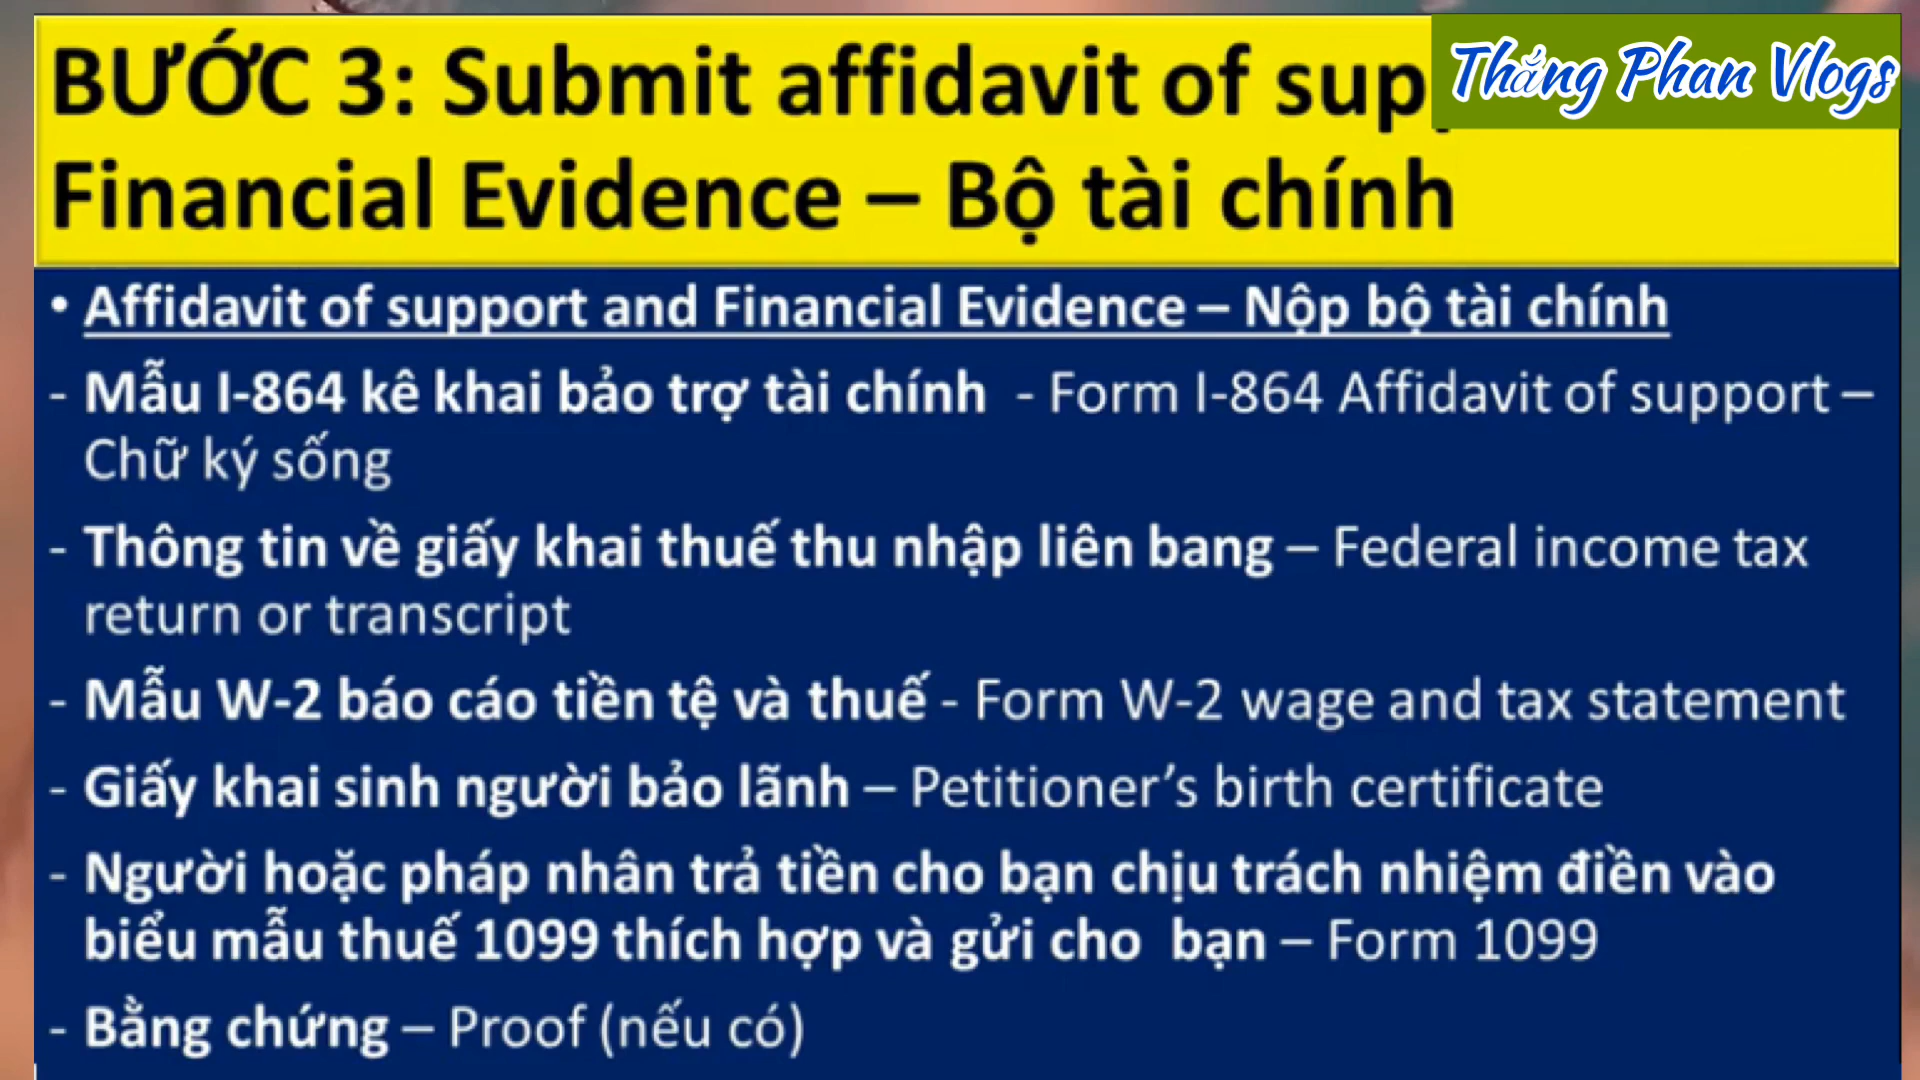 BƯỚC 3: Submit affidavit of
Thắng Phan Vlogs
Financial Evidence – Bộ tài chính
• Affidavit of support and Financial Evidence – Nộp bộ tài chính
- Mẫu I-864 kê khai bảo trợ tài chính - Form I-864 Affidavit of support –
Chữ ký sống
- Thông tin về giấy khai thuế thu nhập liên bang – Federal income tax
return or transcript
- Mẫu W-2 báo cáo tiền tệ và thuế - Form W-2 wage and tax statement
- Giấy khai sinh người bảo lãnh – Petitioner’s birth certificate
- Người hoặc pháp nhân trả tiền cho bạn chịu trách nhiệm điền vào
biểu mẫu thuế 1099 thích hợp và gửi cho bạn – Form 1099
- Bằng chứng – Proof (nếu có)